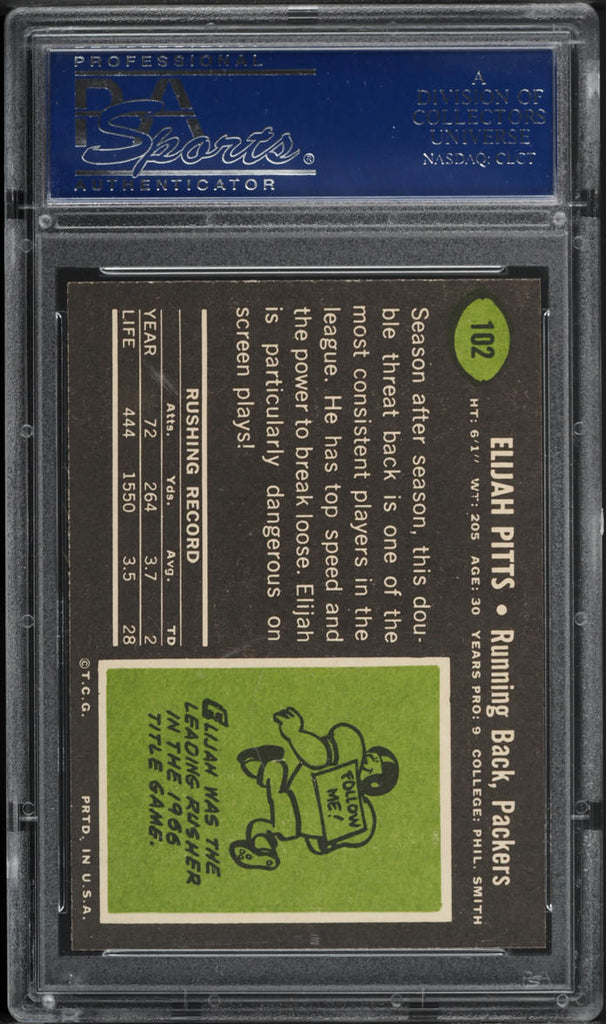 PROFESSIONAL
PSA
Sports®
AUTHENTICATOR
A
DIVISION OF
COLLECTORS
UNIVERSE
NASDAQ: CLCT
102
ELIJAH PITTS • Running Back, Packers
HT: 6'1" WT: 205 AGE: 30 YEARS PRO: 9 COLLEGE: PHIL. SMITH
Season after season, this dou-
ble threat back is one of the
most consistent players in the
league. He has top speed and
the power to break loose. Elijah
is particularly dangerous on
screen plays!
RUSHING RECORD
Atts. Yds. Avg. TD
YEAR 72 264 3.7 2
LIFE 444 1550 3.5 28
FOLLOW
ME!
ELIJAH WAS THE
LEADING RUSHER
IN THE 1966
TITLE GAME.
©T.C.G. PRTD. IN U.S.A.